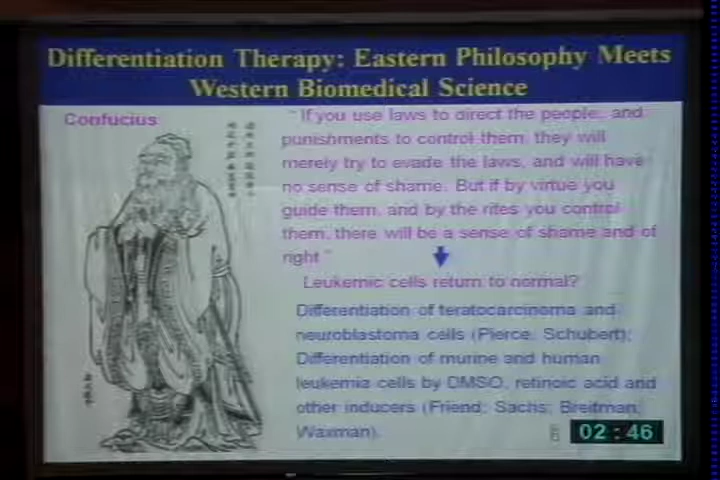 Differentiation Therapy: Eastern Philosophy Meets
Western Biomedical Science
Confucius
"If you use laws to direct the people, and
punishments to control them, they will
merely try to evade the laws, and will have
no sense of shame. But if by virtue you
guide them, and by the rites you control
them, there will be a sense of shame and of
right"
Leukemic cells return to normal?
Differentiation of teratocarcinoma and
neuroblastoma cells (Pierce; Schubert);
Differentiation of murine and human
leukemia cells by DMSO, retinoic acid and
other inducers (Friend; Sachs; Breitman;
Waxman).
02:46